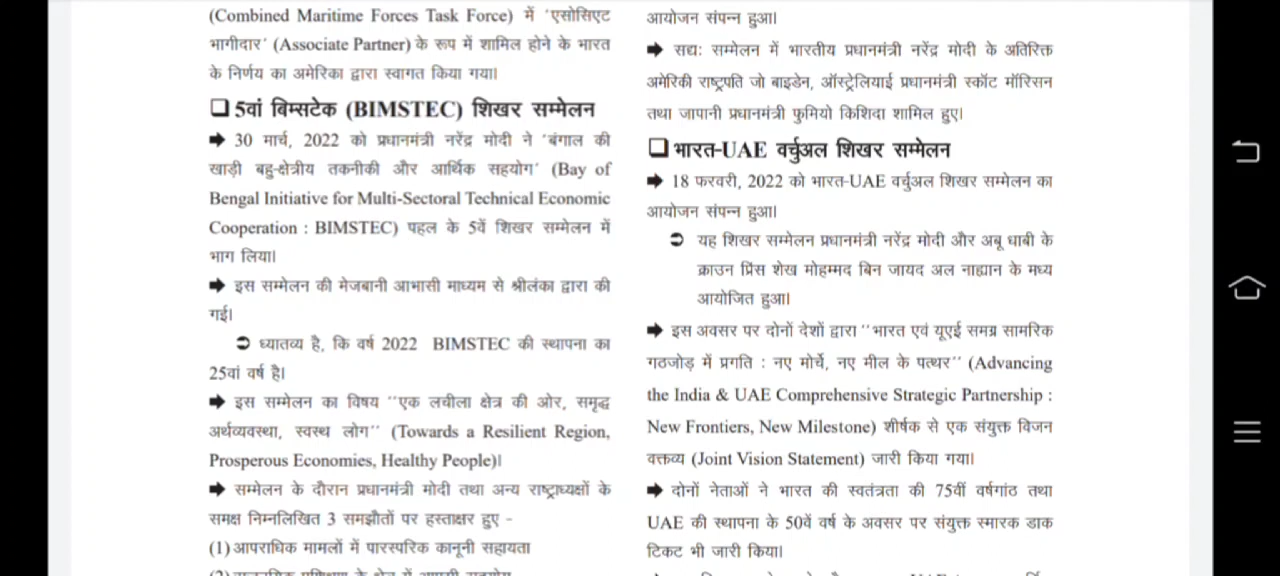 (Combined Maritime Forces Task Force) में 'एसोसिएट
भागीदार' (Associate Partner) के रूप में शामिल होने के भारत
के निर्णय का अमेरिका द्वारा स्वागत किया गया।
❑ 5वां बिम्सटेक (BIMSTEC) शिखर सम्मेलन
➡ 30 मार्च, 2022 को प्रधानमंत्री नरेंद्र मोदी ने 'बंगाल की
खाड़ी बहु-क्षेत्रीय तकनीकी और आर्थिक सहयोग' (Bay of
Bengal Initiative for Multi-Sectoral Technical Economic
Cooperation : BIMSTEC) पहल के 5वें शिखर सम्मेलन में
भाग लिया।
➡ इस सम्मेलन की मेजबानी आभासी माध्यम से श्रीलंका द्वारा की
गई।
➲ ध्यातव्य है, कि वर्ष 2022 BIMSTEC की स्थापना का
25वां वर्ष है।
➡ इस सम्मेलन का विषय "एक लचीला क्षेत्र की ओर, समृद्ध
अर्थव्यवस्था, स्वस्थ लोग" (Towards a Resilient Region,
Prosperous Economies, Healthy People)।
➡ सम्मेलन के दौरान प्रधानमंत्री मोदी तथा अन्य राष्ट्राध्यक्षों के
समक्ष निम्नलिखित 3 समझौतों पर हस्ताक्षर हुए -
(1) आपराधिक मामलों में पारस्परिक कानूनी सहायता
आयोजन संपन्न हुआ।
➡ सद्य: सम्मेलन में भारतीय प्रधानमंत्री नरेंद्र मोदी के अतिरिक्त
अमेरिकी राष्ट्रपति जो बाइडेन, ऑस्ट्रेलियाई प्रधानमंत्री स्कॉट मॉरिसन
तथा जापानी प्रधानमंत्री फुमियो किशिदा शामिल हुए।
❑ भारत-UAE वर्चुअल शिखर सम्मेलन
➡ 18 फरवरी, 2022 को भारत-UAE वर्चुअल शिखर सम्मेलन का
आयोजन संपन्न हुआ।
➲ यह शिखर सम्मेलन प्रधानमंत्री नरेंद्र मोदी और अबू धाबी के
क्राउन प्रिंस शेख मोहम्मद बिन जायद अल नाह्यान के मध्य
आयोजित हुआ।
➡ इस अवसर पर दोनों देशों द्वारा "भारत एवं यूएई समग्र सामरिक
गठजोड़ में प्रगति : नए मोर्चे, नए मील के पत्थर" (Advancing
the India & UAE Comprehensive Strategic Partnership :
New Frontiers, New Milestone) शीर्षक से एक संयुक्त विजन
वक्तव्य (Joint Vision Statement) जारी किया गया।
➡ दोनों नेताओं ने भारत की स्वतंत्रता की 75वीं वर्षगांठ तथा
UAE की स्थापना के 50वें वर्ष के अवसर पर संयुक्त स्मारक डाक
टिकट भी जारी किया।